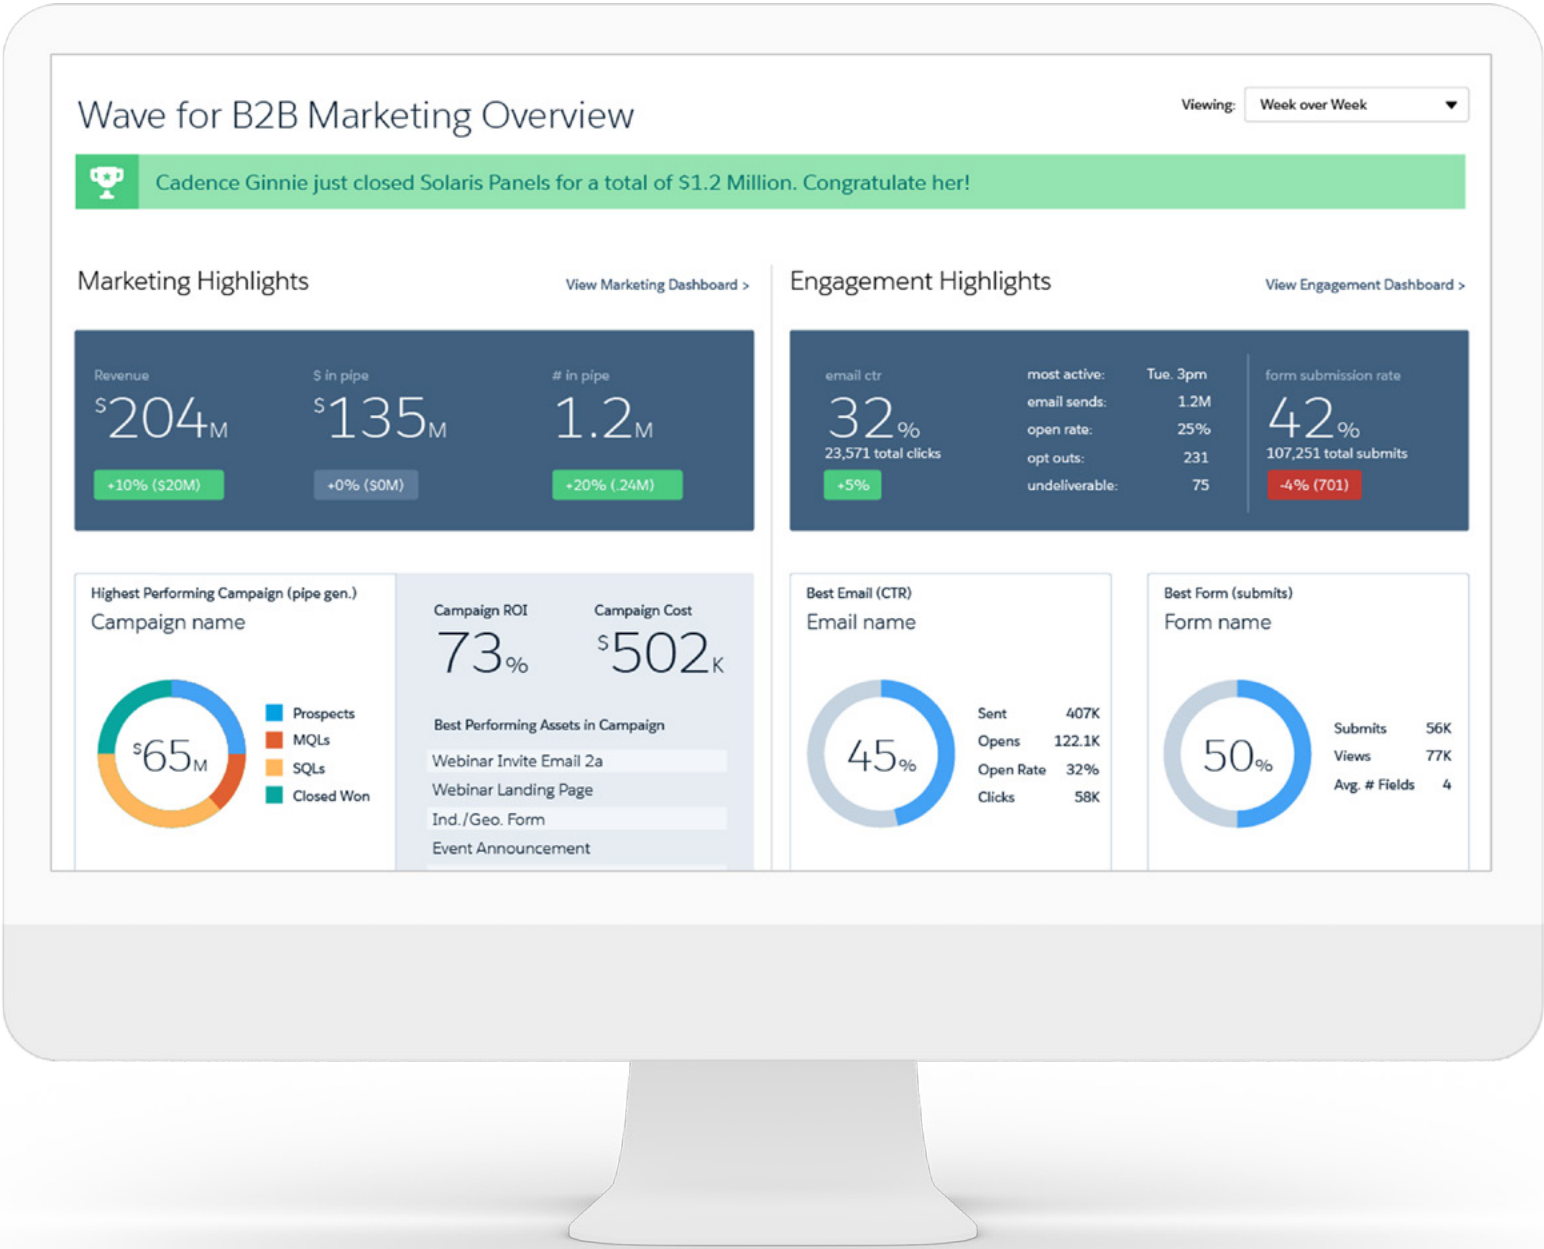 Wave for B2B Marketing Overview
Viewing: Week over Week
Cadence Ginnie just closed Solaris Panels for a total of $1.2 Million. Congratulate her!
Marketing Highlights
View Marketing Dashboard >
Revenue
$204M
+10% ($20M)
$ in pipe
$135M
+0% ($0M)
# in pipe
1.2M
+20% (.24M)
Highest Performing Campaign (pipe gen.)
Campaign name
$65M
Prospects
MQLs
SQLs
Closed Won
Campaign ROI
73%
Campaign Cost
$502K
Best Performing Assets in Campaign
Webinar Invite Email 2a
Webinar Landing Page
Ind./Geo. Form
Event Announcement
Engagement Highlights
View Engagement Dashboard >
email ctr
32%
23,571 total clicks
+5%
most active: Tue. 3pm
email sends: 1.2M
open rate: 25%
opt outs: 231
undeliverable: 75
form submission rate
42%
107,251 total submits
-4% (701)
Best Email (CTR)
Email name
45%
Sent 407K
Opens 122.1K
Open Rate 32%
Clicks 58K
Best Form (submits)
Form name
50%
Submits 56K
Views 77K
Avg. # Fields 4